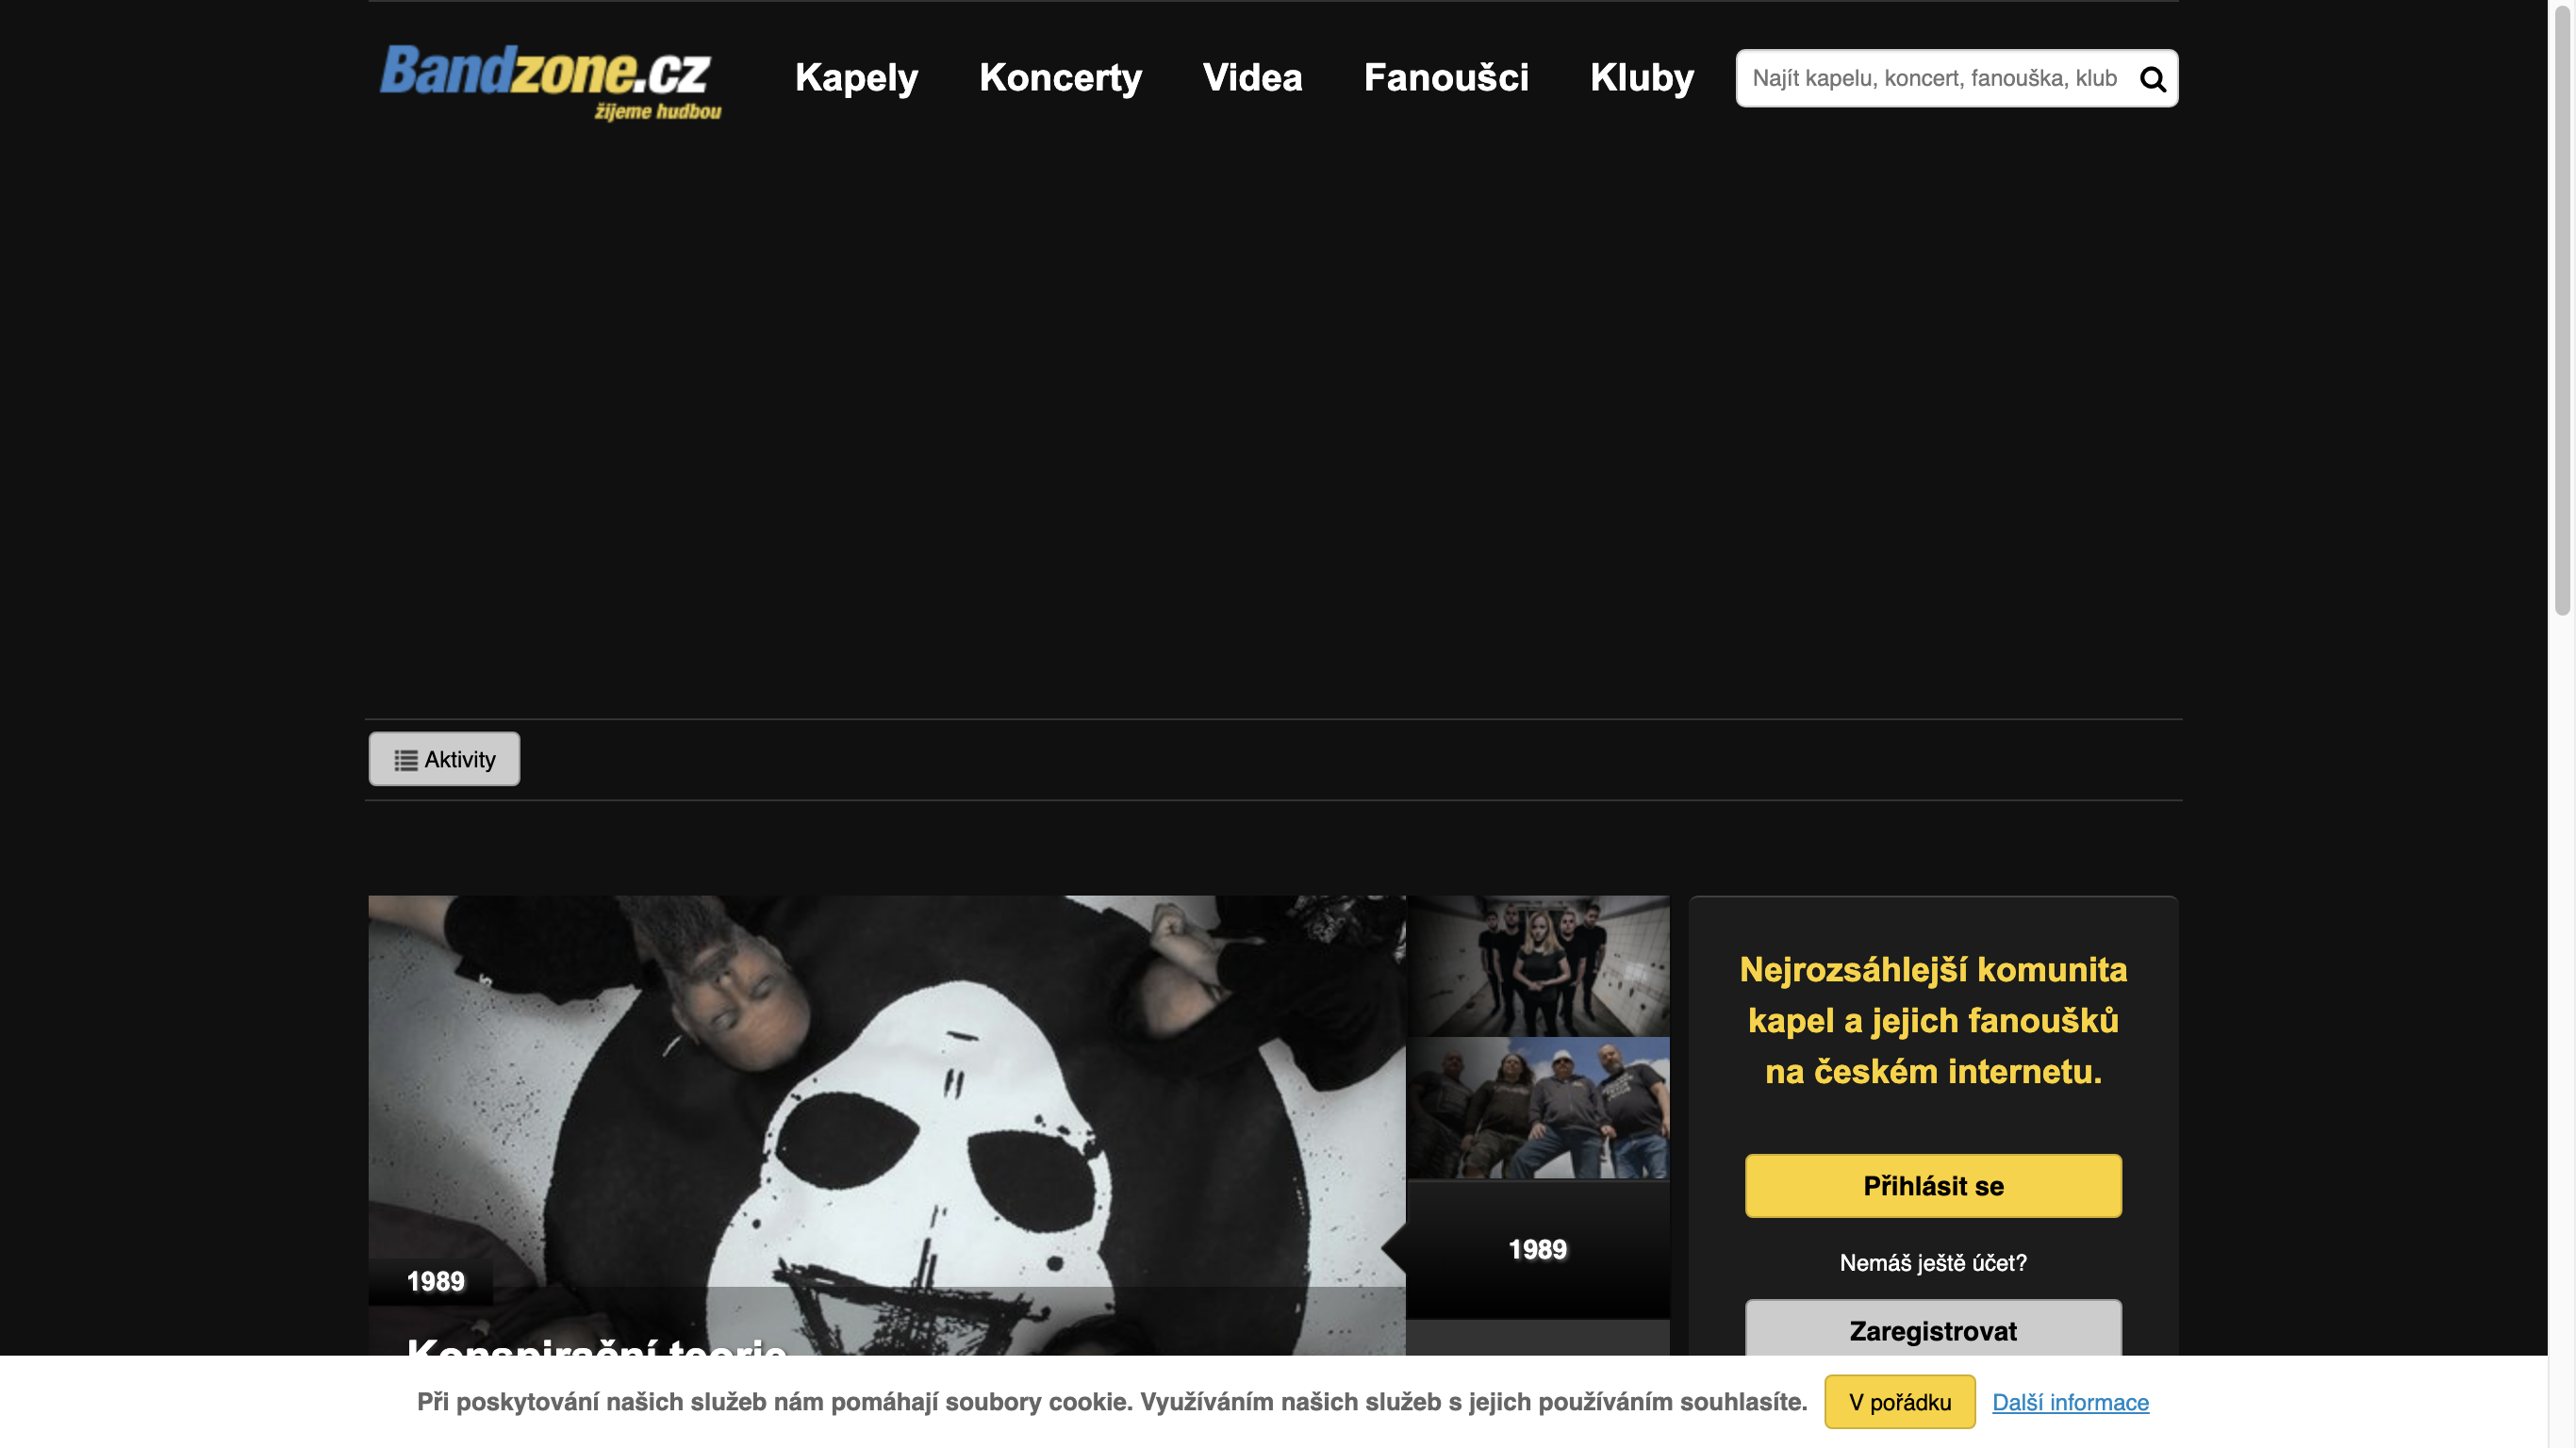 Bandzone.cz
žijeme hudbou
Kapely
Koncerty
Videa
Fanoušci
Kluby
Najít kapelu, koncert, fanouška, klub
Aktivity
1989
Konspirační teorie
1989
Nejrozsáhlejší komunita
kapel a jejich fanoušků
na českém internetu.
Přihlásit se
Nemáš ještě účet?
Zaregistrovat
Při poskytování našich služeb nám pomáhají soubory cookie. Využíváním našich služeb s jejich používáním souhlasíte.
V pořádku
Další informace